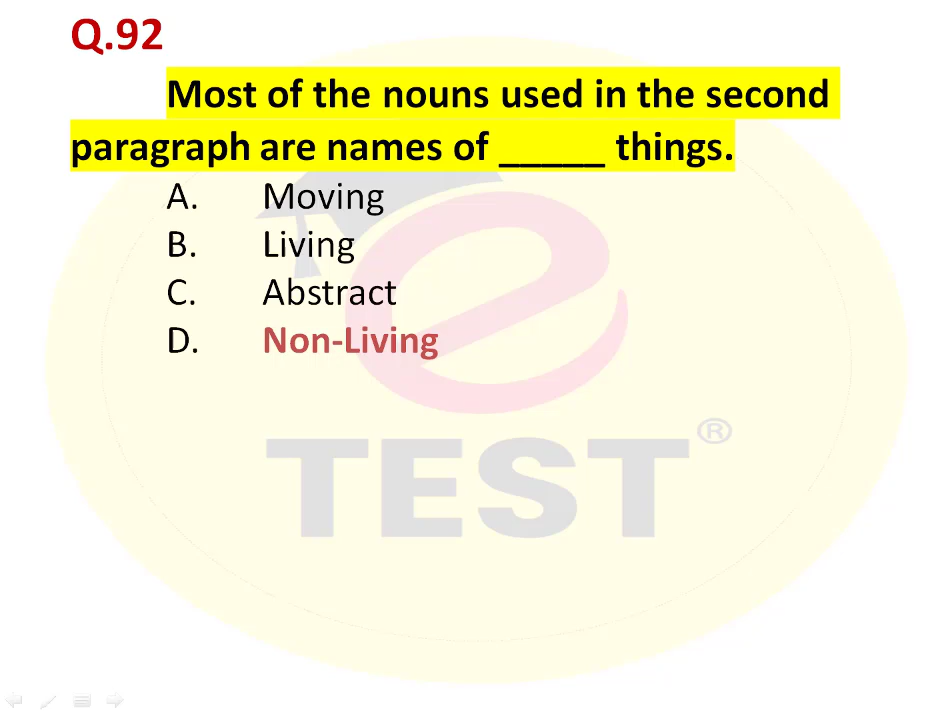 Q.92
Most of the nouns used in the second
paragraph are names of _____ things.
A. Moving
B. Living
C. Abstract
D. Non-Living
e
TEST®